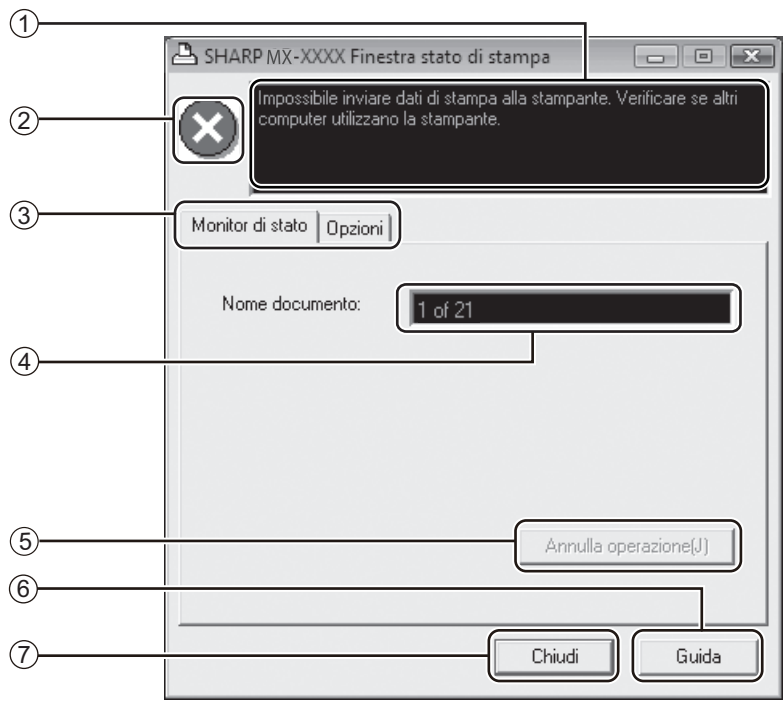 ①
SHARP MX-XXXX Finestra stato di stampa
②
Impossibile inviare dati di stampa alla stampante. Verificare se altri
computer utilizzano la stampante.
③
Monitor di stato Opzioni
Nome documento: 1 of 21
④
⑤
Annulla operazione(J)
⑥
⑦
Chiudi Guida